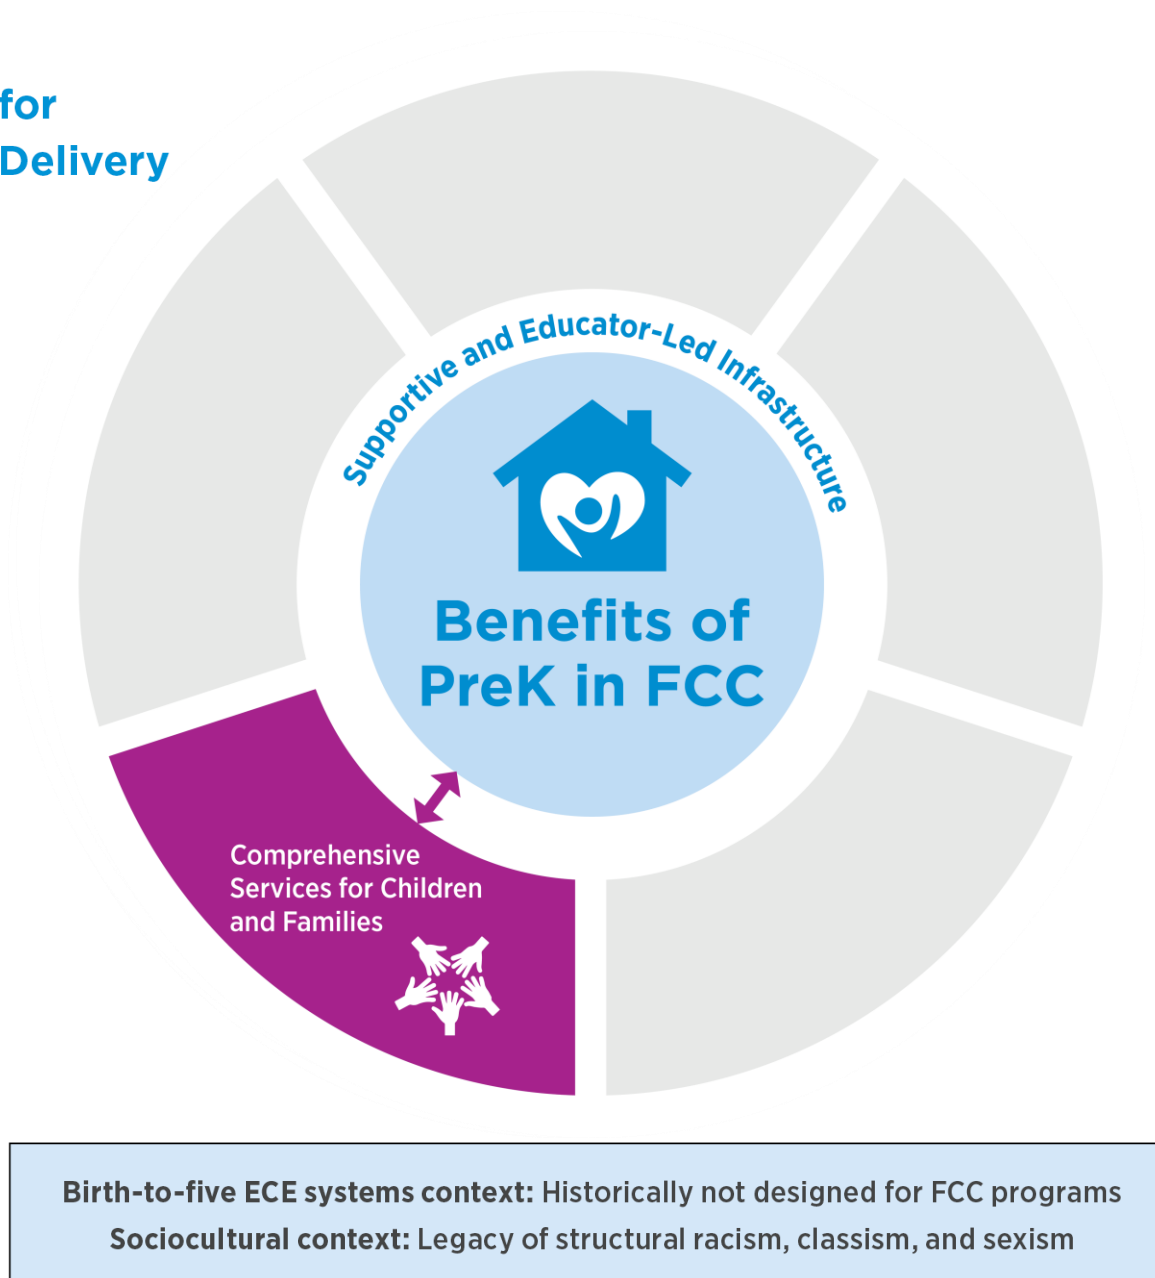 for
Delivery
Supportive and Educator-Led Infrastructure
Benefits of
PreK in FCC
Comprehensive
Services for Children
and Families
Birth-to-five ECE systems context: Historically not designed for FCC programs
Sociocultural context: Legacy of structural racism, classism, and sexism